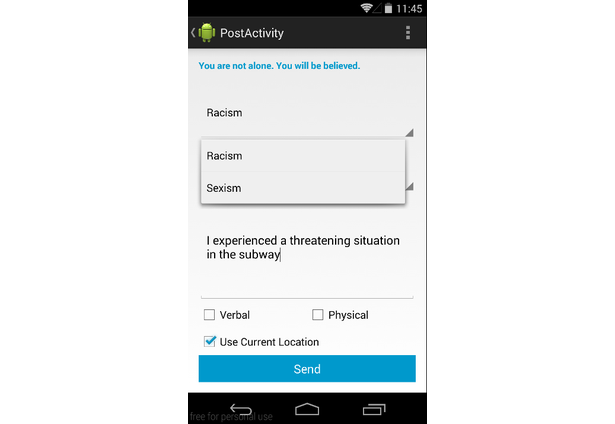 11:45
PostActivity
You are not alone. You will be believed.
Racism
Racism
Sexism
I experienced a threatening situation
in the subway
Verbal Physical
Use Current Location
Send
free for personal use